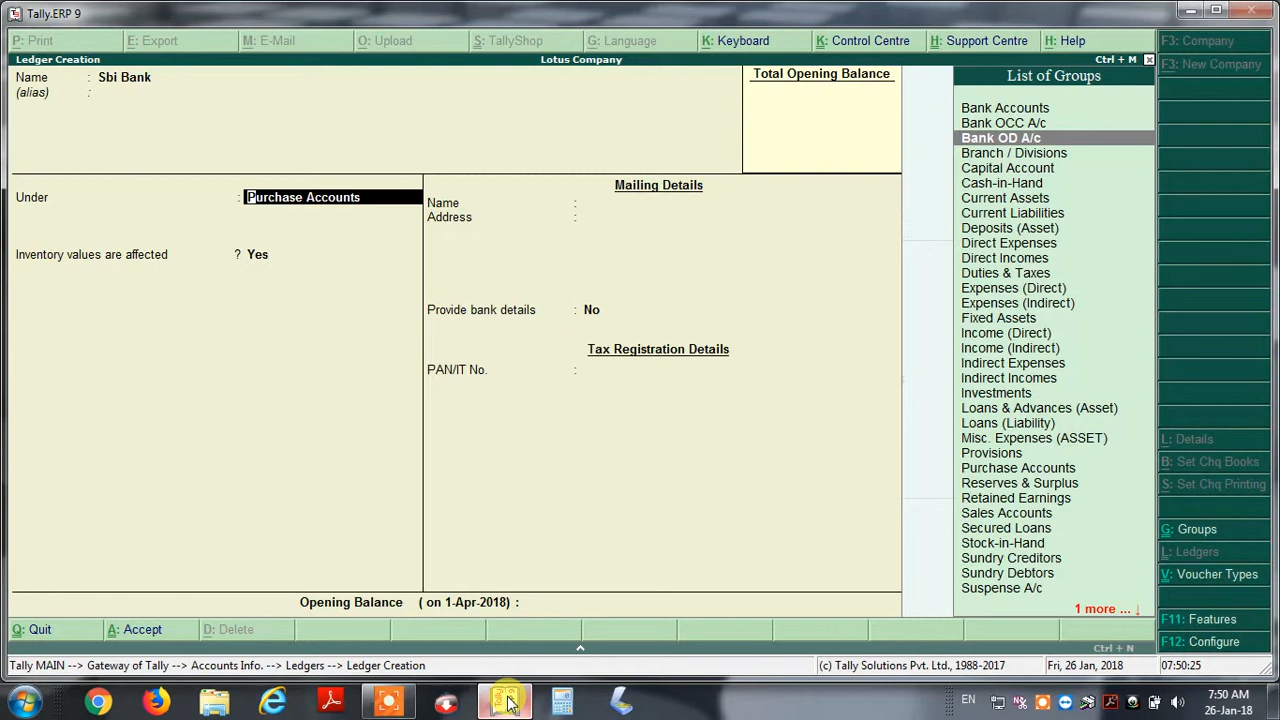 Tally.ERP 9
P: Print
E: Export
M: E-Mail
O: Upload
S: TallyShop
G: Language
K: Keyboard
K: Control Centre
H: Support Centre
H: Help
F3: Company
Ledger Creation
Lotus Company
Ctrl + M
F3: New Company
Name : Sbi Bank
(alias) :
Total Opening Balance
Under : Purchase Accounts
Inventory values are affected ? Yes
Mailing Details
Name :
Address :
Provide bank details : No
Tax Registration Details
PAN/IT No. :
Opening Balance ( on 1-Apr-2018) :
List of Groups
Bank Accounts
Bank OCC A/c
Bank OD A/c
Branch / Divisions
Capital Account
Cash-in-Hand
Current Assets
Current Liabilities
Deposits (Asset)
Direct Expenses
Direct Incomes
Duties & Taxes
Expenses (Direct)
Expenses (Indirect)
Fixed Assets
Income (Direct)
Income (Indirect)
Indirect Expenses
Indirect Incomes
Investments
Loans & Advances (Asset)
Loans (Liability)
Misc. Expenses (ASSET)
Provisions
Purchase Accounts
Reserves & Surplus
Retained Earnings
Sales Accounts
Secured Loans
Stock-in-Hand
Sundry Creditors
Sundry Debtors
Suspense A/c
1 more ... ↓
L: Details
B: Set Chq Books
S: Set Chq Printing
G: Groups
L: Ledgers
V: Voucher Types
F11: Features
F12: Configure
Q: Quit
A: Accept
D: Delete
Ctrl + N
Tally MAIN --> Gateway of Tally --> Accounts Info. --> Ledgers --> Ledger Creation
(c) Tally Solutions Pvt. Ltd., 1988-2017
Fri, 26 Jan, 2018
07:50:25
EN
7:50 AM
26-Jan-18